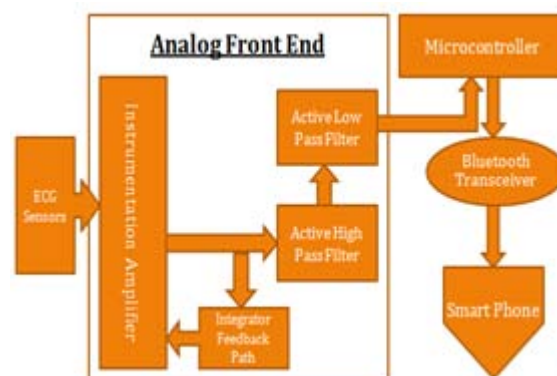 Analog Front End
Microcontroller
Instrumentation Amplifier
Active Low
Pass Filter
Bluetooth
Transceiver
ECG
Sensors
Active High
Pass Filter
Integrator
Feedback
Path
Smart Phone